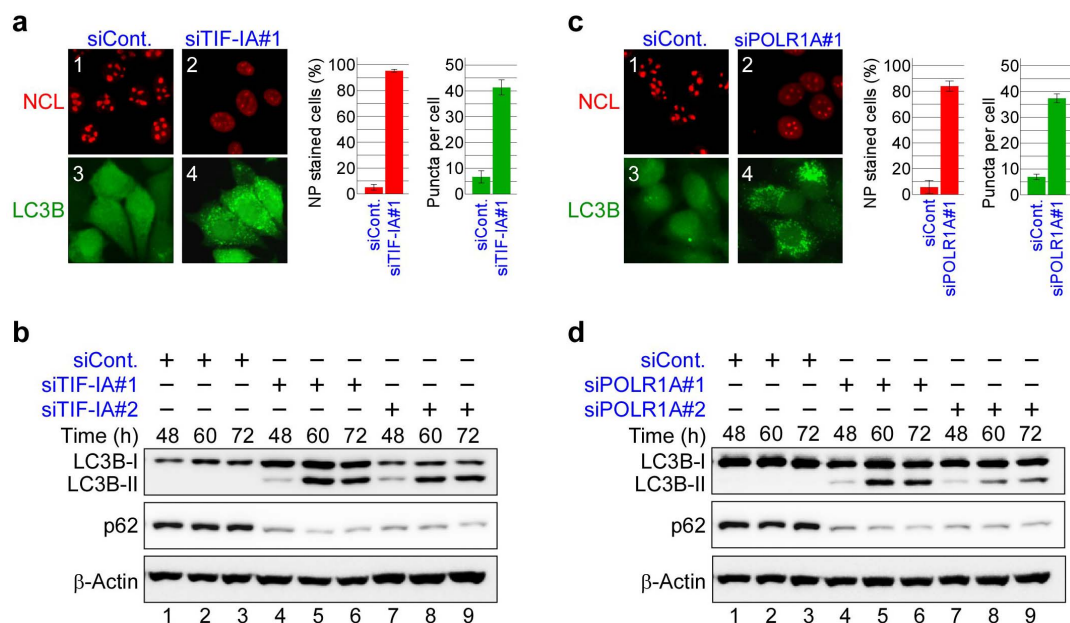 a
siCont. siTIF-IA#1
1 2
NCL
3 4
LC3B
NP stained cells (%)
100
80
60
40
20
0
siCont.
siTIF-IA#1
Puncta per cell
50
40
30
20
10
0
siCont.
siTIF-IA#1
c
siCont. siPOLR1A#1
1 2
NCL
3 4
LC3B
NP stained cells (%)
100
80
60
40
20
0
siCont
siPOLR1A#1
Puncta per cell
50
40
30
20
10
0
siCont
siPOLR1A#1
b
siCont. + + + − − − − − −
siTIF-IA#1 − − − + + + − − −
siTIF-IA#2 − − − − − − + + +
Time (h) 48 60 72 48 60 72 48 60 72
LC3B-I
LC3B-II
p62
β-Actin
1 2 3 4 5 6 7 8 9
d
siCont. + + + − − − − − −
siPOLR1A#1 − − − + + + − − −
siPOLR1A#2 − − − − − − + + +
Time (h) 48 60 72 48 60 72 48 60 72
LC3B-I
LC3B-II
p62
β-Actin
1 2 3 4 5 6 7 8 9